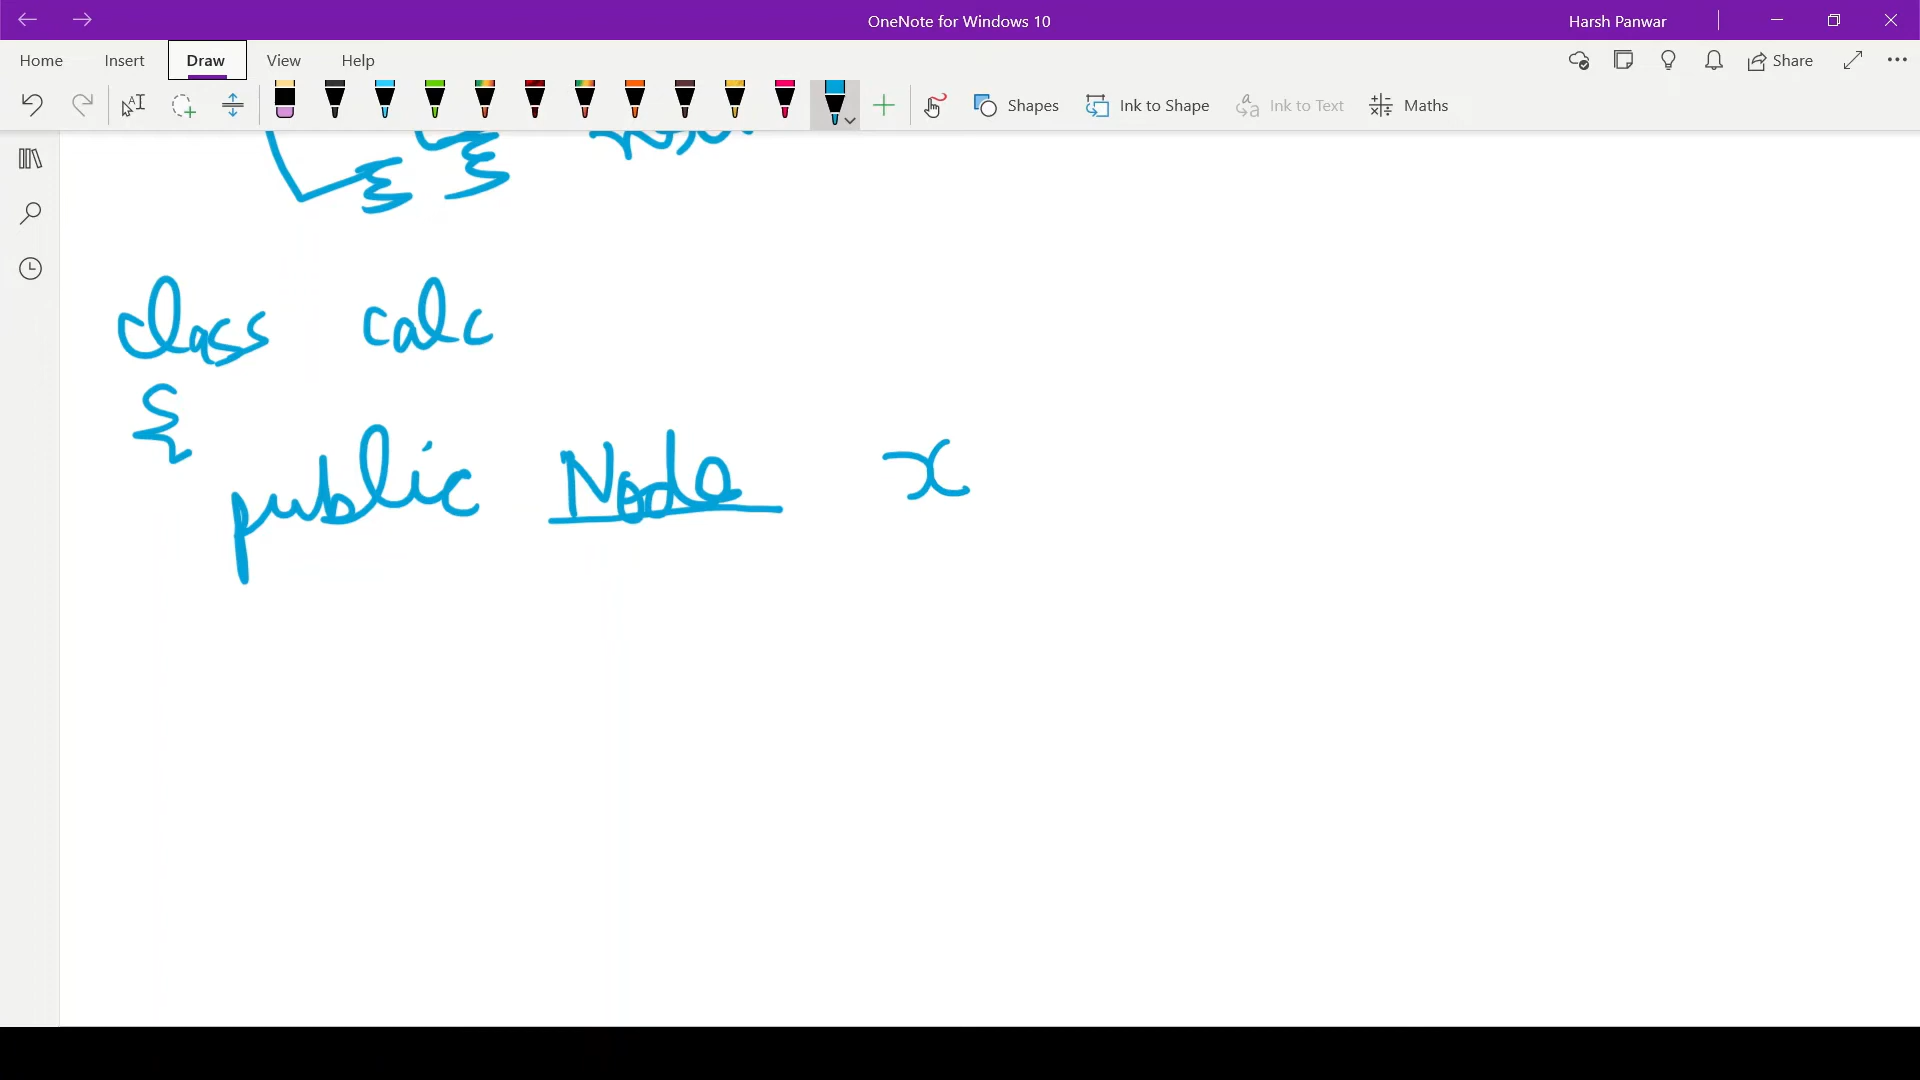 OneNote for Windows 10
Harsh Panwar
Home Insert Draw View Help
Share
Shapes Ink to Shape Ink to Text Maths
class calc
{
public Node x